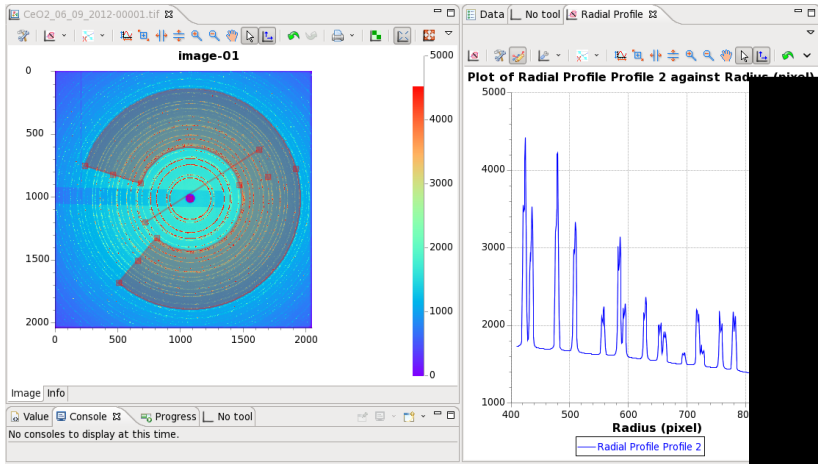 CeO2_06_09_2012-00001.tif
image-01
5000
4000
3000
2000
1000
0
0
500
1000
1500
2000
0 500 1000 1500 2000
Image Info
Value Console Progress No tool
No consoles to display at this time.
Data No tool Radial Profile
Plot of Radial Profile Profile 2 against Radius (pixel)
5000
4000
3000
2000
1000
400 500 600 700
Radius (pixel)
Radial Profile Profile 2